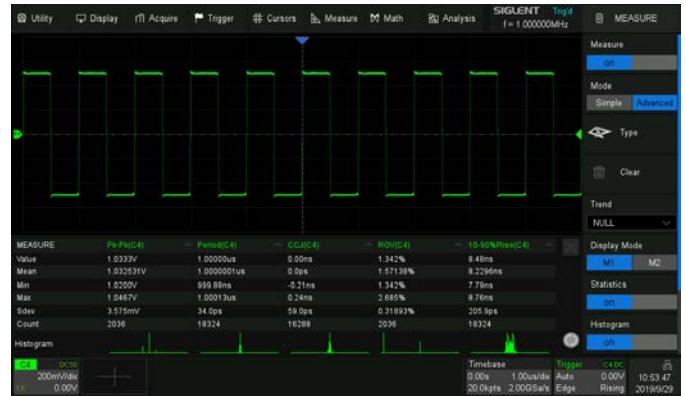 Utility Display Acquire Trigger Cursors Measure Math Analysis
SIGLENT Trig'd
f = 1.000000MHz
MEASURE
Measure
on
Mode
Simple Advanced
Type
Clear
Trend
NULL
Display Mode
M1 M2
Statistics
on
Histogram
on
MEASURE Pk-Pk(C4) Period(C4) CCJ(C4) ROV(C4) 10-90%Rise(C4)
Value 1.0333V 1.00000us 0.00ns 1.342% 8.48ns
Mean 1.032531V 1.0000001us 0.0ps 1.57138% 8.2296ns
Min 1.0200V 999.88ns -0.21ns 1.342% 7.79ns
Max 1.0467V 1.00013us 0.24ns 2.685% 8.76ns
Sdev 3.575mV 34.0ps 59.0ps 0.31893% 205.9ps
Count 2036 18324 16288 2036 18324
Histogram
C4 DC50
200mV/div
1X 0.00V
Timebase
0.00s 1.00us/div
20.0kpts 2.00GSa/s
Trigger C4 DC
Auto 0.00V
Edge Rising
10:53:47
2019/9/29